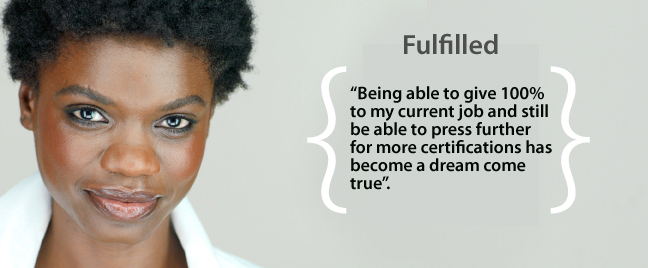 Fulfilled
“Being able to give 100%
to my current job and still
be able to press further
for more certifications has
become a dream come
true”.